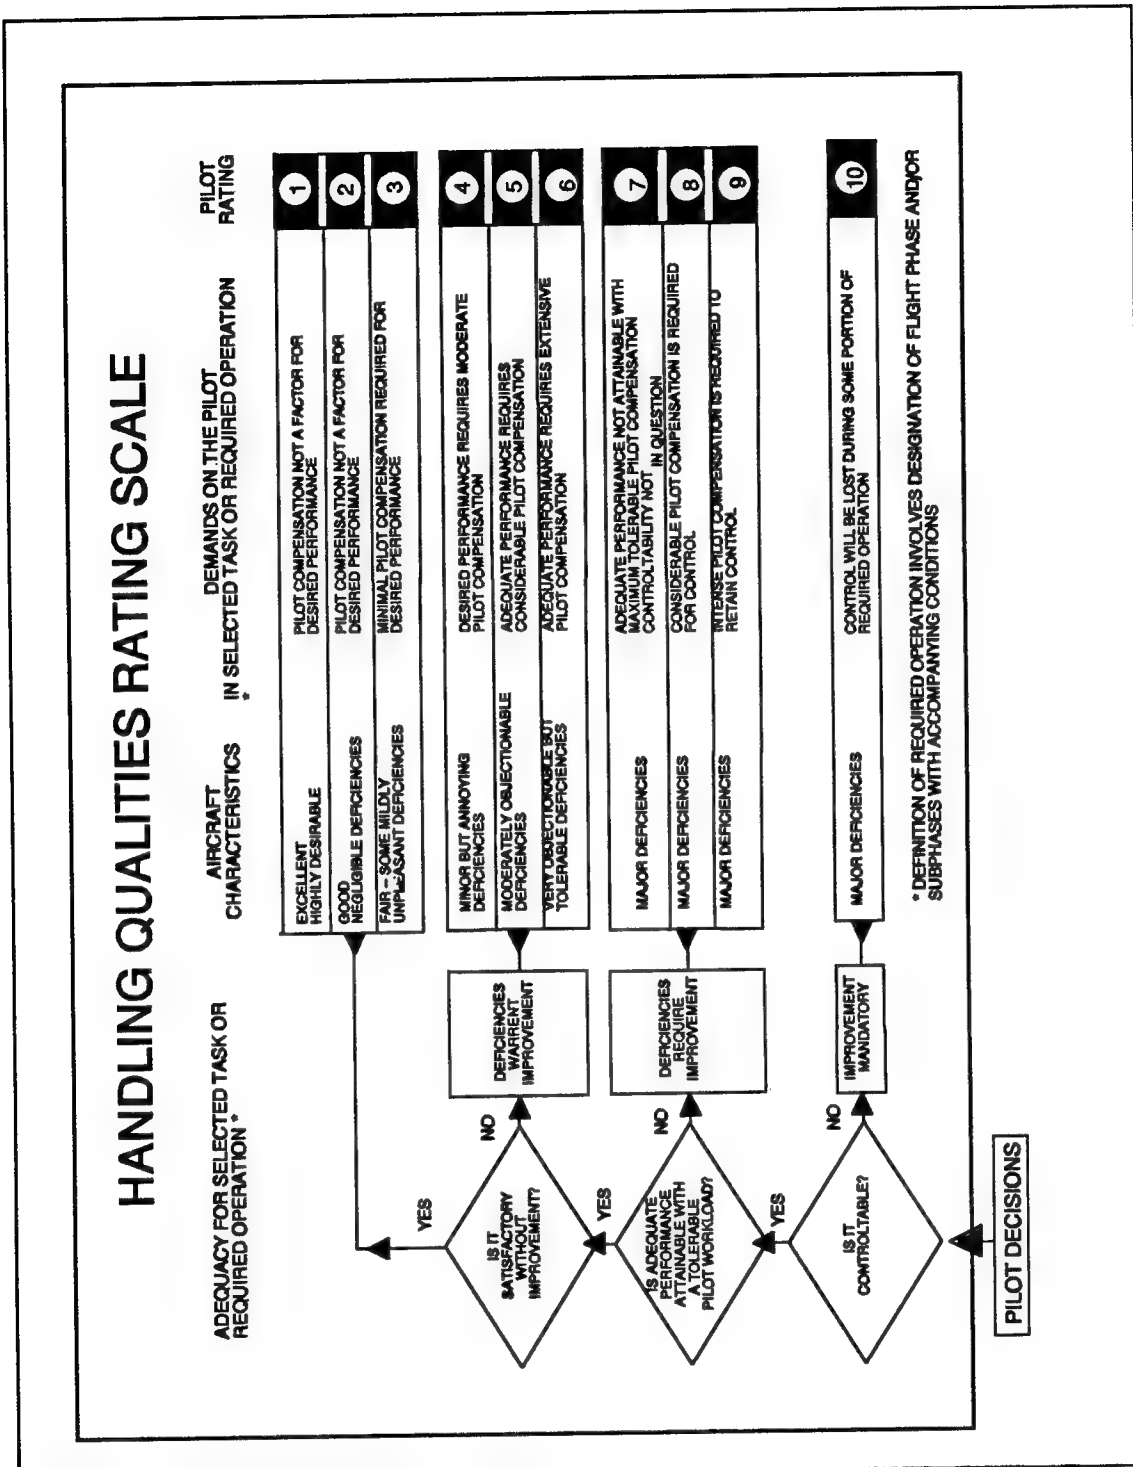 HANDLING QUALITIES RATING SCALE
ADEQUACY FOR SELECTED TASK OR
REQUIRED OPERATION *
AIRCRAFT
CHARACTERISTICS
DEMANDS ON THE PILOT
IN SELECTED TASK OR REQUIRED OPERATION
*
PILOT
RATING
YES
EXCELLENT
HIGHLY DESIRABLE
PILOT COMPENSATION NOT A FACTOR FOR
DESIRED PERFORMANCE
1
GOOD
NEGLIGIBLE DEFICIENCIES
PILOT COMPENSATION NOT A FACTOR FOR
DESIRED PERFORMANCE
2
FAIR – SOME MILDLY
UNPLEASANT DEFICIENCIES
MINIMAL PILOT COMPENSATION REQUIRED FOR
DESIRED PERFORMANCE
3
IS IT
SATISFACTORY
WITHOUT
IMPROVEMENT?
NO
DEFICIENCIES
WARRENT
IMPROVEMENT
MINOR BUT ANNOYING
DEFICIENCIES
DESIRED PERFORMANCE REQUIRES MODERATE
PILOT COMPENSATION
4
MODERATELY OBJECTIONABLE
DEFICIENCIES
ADEQUATE PERFORMANCE REQUIRES
CONSIDERABLE PILOT COMPENSATION
5
VERY OBJECTIONABLE BUT
TOLERABLE DEFICIENCIES
ADEQUATE PERFORMANCE REQUIRES EXTENSIVE
PILOT COMPENSATION
6
YES
IS ADEQUATE
PERFORMANCE
ATTAINABLE WITH
A TOLERABLE
PILOT WORKLOAD?
NO
DEFICIENCIES
REQUIRE
IMPROVEMENT
MAJOR DEFICIENCIES
ADEQUATE PERFORMANCE NOT ATTAINABLE WITH
MAXIMUM TOLERABLE PILOT COMPENSATION
CONTROLTABILITY NOT
IN QUESTION
7
MAJOR DEFICIENCIES
CONSIDERABLE PILOT COMPENSATION IS REQUIRED
FOR CONTROL
8
MAJOR DEFICIENCIES
INTENSE PILOT COMPENSATION IS REQUIRED TO
RETAIN CONTROL
9
YES
IS IT
CONTROLTABLE?
NO
IMPROVEMENT
MANDATORY
MAJOR DEFICIENCIES
CONTROL WILL BE LOST DURING SOME PORTION OF
REQUIRED OPERATION
10
* DEFINITION OF REQUIRED OPERATION INVOLVES DESIGNATION OF FLIGHT PHASE AND/OR
SUBPHASES WITH ACCOMPANYING CONDITIONS
PILOT DECISIONS